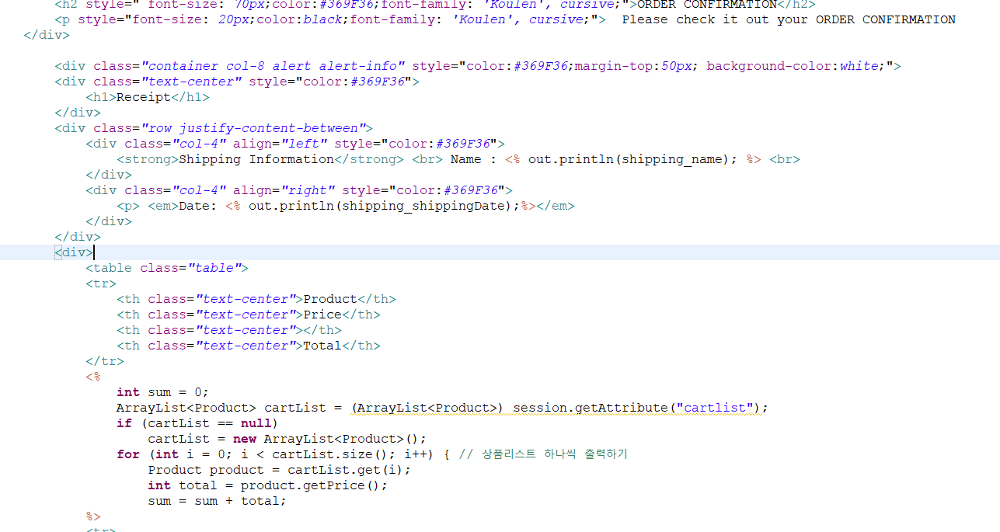 <h2 style=" font-size: 70px;color:#369F36;font-family: 'Koulen', cursive;">ORDER CONFIRMATION</h2>
<p style="font-size: 20px;color:black;font-family: 'Koulen', cursive;">  Please check it out your ORDER CONFIRMATION
</div>
<div class="container col-8 alert alert-info" style="color:#369F36;margin-top:50px; background-color:white;">
<div class="text-center" style="color:#369F36">
<h1>Receipt</h1>
</div>
<div class="row justify-content-between">
<div class="col-4" align="left" style="color:#369F36">
<strong>Shipping Information</strong> <br> Name : <% out.println(shipping_name); %> <br>
</div>
<div class="col-4" align="right" style="color:#369F36">
<p> <em>Date: <% out.println(shipping_shippingDate);%></em>
</div>
</div>
<div>
<table class="table">
<tr>
<th class="text-center">Product</th>
<th class="text-center">Price</th>
<th class="text-center"></th>
<th class="text-center">Total</th>
</tr>
<%
int sum = 0;
ArrayList<Product> cartList = (ArrayList<Product>) session.getAttribute("cartlist");
if (cartList == null)
cartList = new ArrayList<Product>();
for (int i = 0; i < cartList.size(); i++) { // 상품리스트 하나씩 출력하기
Product product = cartList.get(i);
int total = product.getPrice();
sum = sum + total;
%>
<tr>